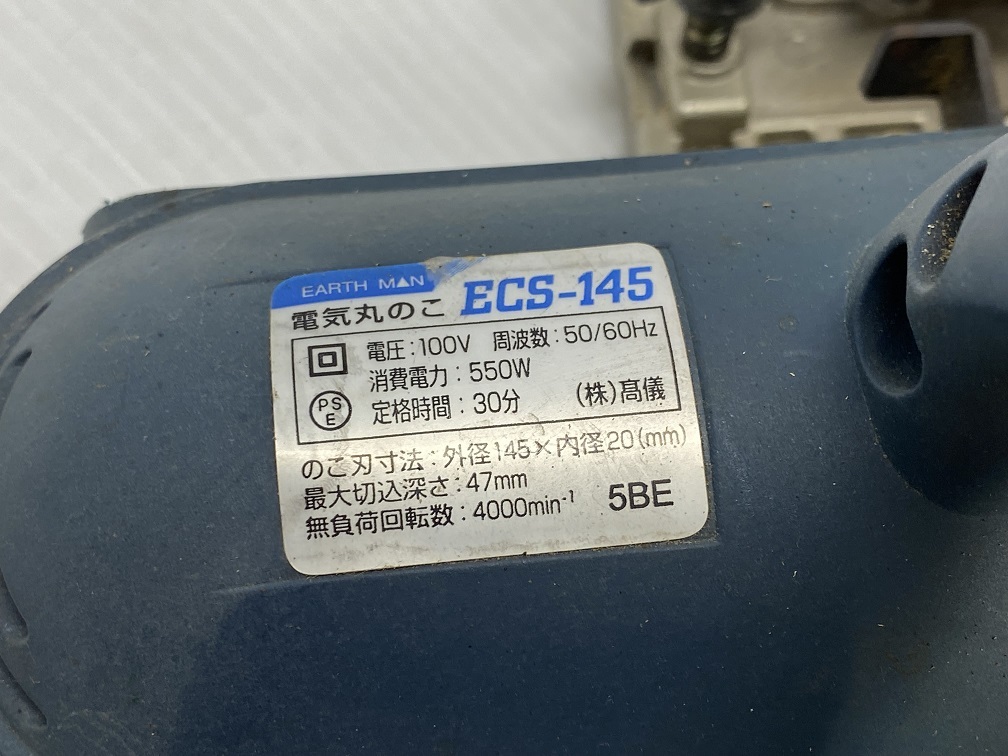 EARTH MAN
電気丸のこ ECS-145
電圧:100V 周波数:50/60Hz
消費電力:550W
PSE 定格時間:30分 (株)髙儀
のこ刃寸法:外径145×内径20(mm)
最大切込深さ:47mm
無負荷回転数:4000min⁻¹ 5BE